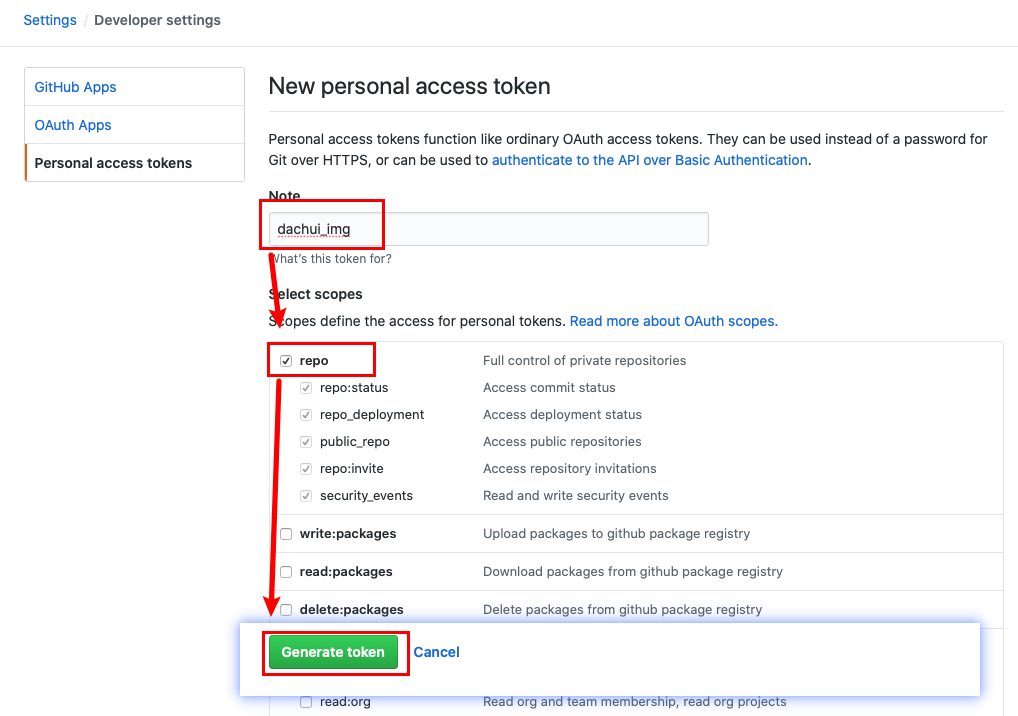 Settings / Developer settings
GitHub Apps
OAuth Apps
Personal access tokens
New personal access token
Personal access tokens function like ordinary OAuth access tokens. They can be used instead of a password for
Git over HTTPS, or can be used to authenticate to the API over Basic Authentication.
Note
dachui_img
What's this token for?
Select scopes
Scopes define the access for personal tokens. Read more about OAuth scopes.
repo Full control of private repositories
repo:status Access commit status
repo_deployment Access deployment status
public_repo Access public repositories
repo:invite Access repository invitations
security_events Read and write security events
write:packages Upload packages to github package registry
read:packages Download packages from github package registry
delete:packages Delete packages from github package registry
Generate token Cancel
read:org Read org and team membership, read org projects